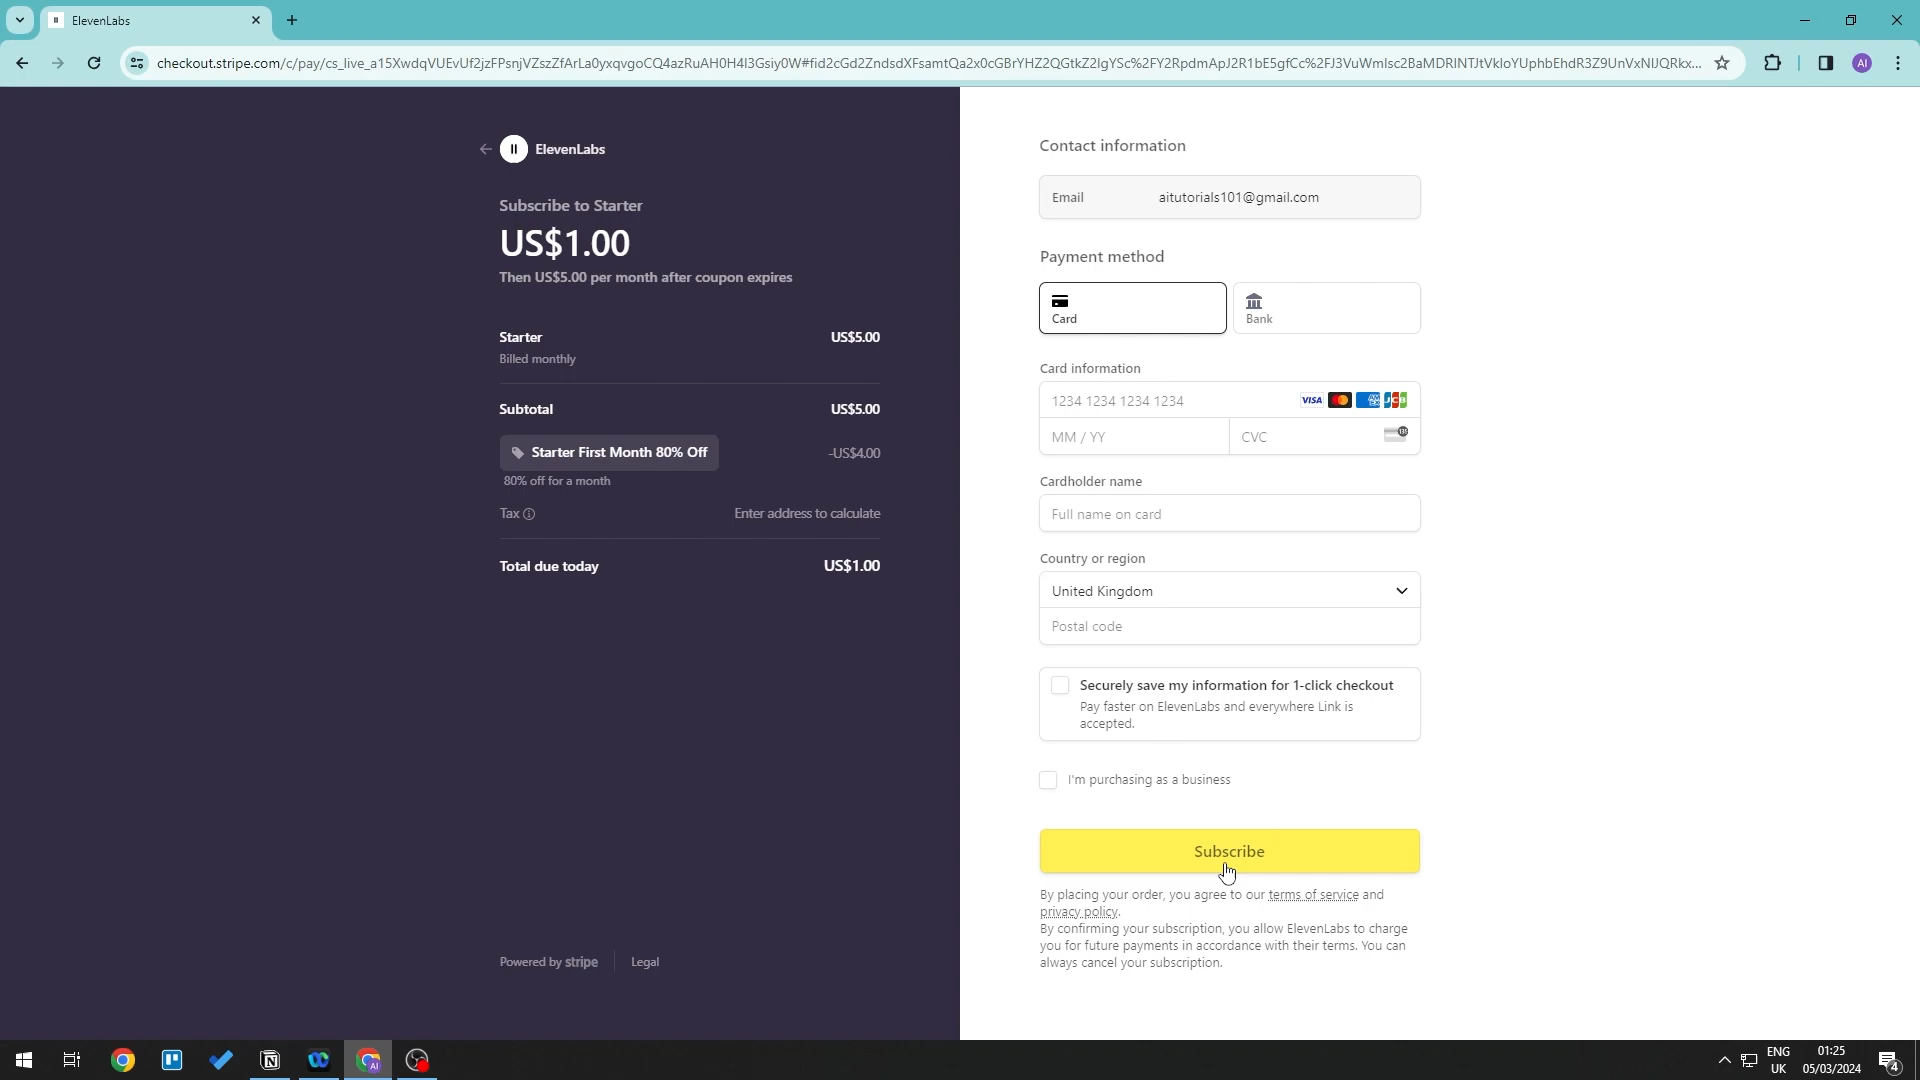 ElevenLabs
checkout.stripe.com/c/pay/
AI
ElevenLabs
Subscribe to Starter
US$1.00
Then US$5.00 per month after coupon expires
Starter US$5.00
Billed monthly
Subtotal US$5.00
Starter First Month 80% Off -US$4.00
80% off for a month
Tax Enter address to calculate
Total due today US$1.00
Powered by stripe Legal
Contact information
Email aitutorials101@gmail.com
Payment method
Card Bank
Card information
1234 1234 1234 1234 VISA JCB
MM / YY CVC
Cardholder name
Full name on card
Country or region
United Kingdom
Postal code
Securely save my information for 1-click checkout
Pay faster on ElevenLabs and everywhere Link is
accepted.
I'm purchasing as a business
Subscribe
By placing your order, you agree to our terms of service and
privacy policy.
By confirming your subscription, you allow ElevenLabs to charge
you for future payments in accordance with their terms. You can
always cancel your subscription.
AI
ENG
UK
01:25
05/03/2024
4